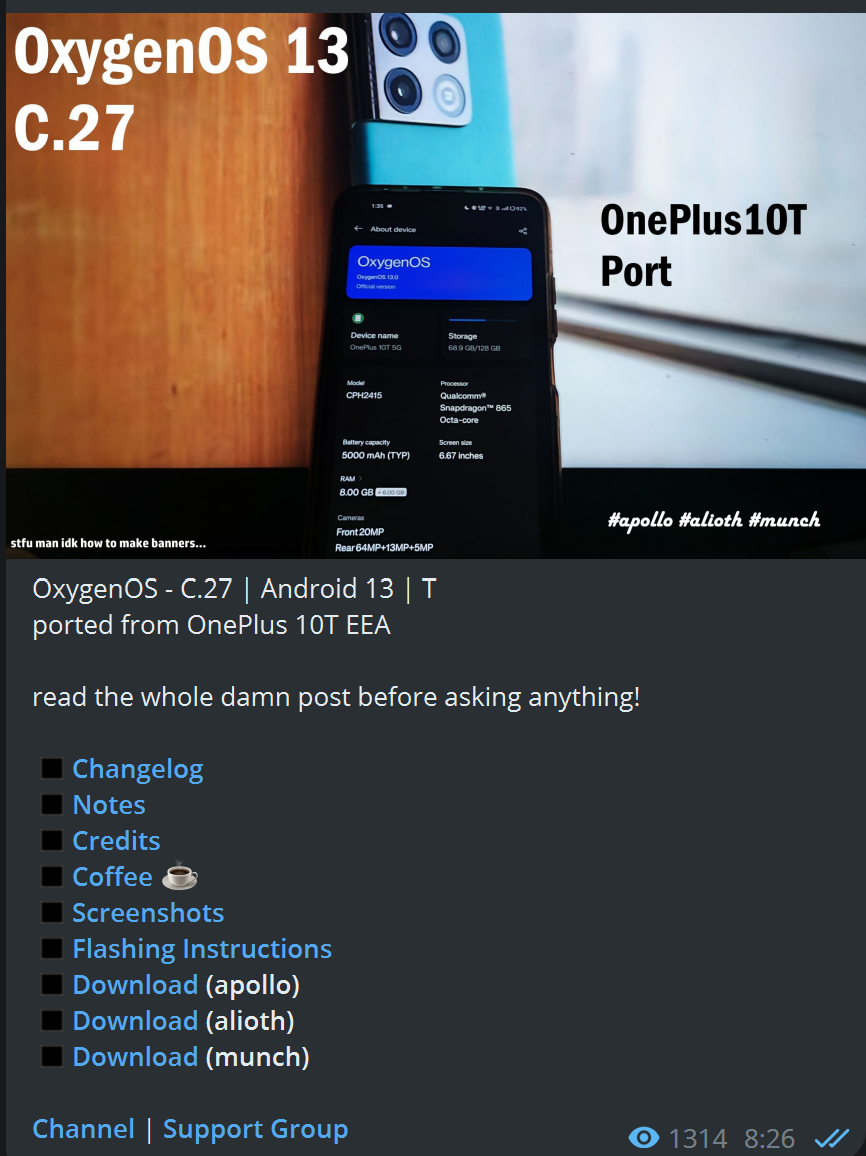 OxygenOS 13
C.27
OnePlus10T
Port
1:35
92%
About device
OxygenOS
OxygenOS 13.0
Official version
Device name
OnePlus 10T 5G
Storage
68.9 GB/128 GB
Model
CPH2415
Processor
Qualcomm®
Snapdragon™ 865
Octa-core
Battery capacity
5000 mAh (TYP)
Screen size
6.67 inches
RAM >
8.00 GB + 6.00 GB
Cameras
Front 20MP
Rear 64MP+13MP+5MP
#apollo #alioth #munch
stfu man idk how to make banners...
OxygenOS - C.27 | Android 13 | T
ported from OnePlus 10T EEA
read the whole damn post before asking anything!
Changelog
Notes
Credits
Coffee ☕
Screenshots
Flashing Instructions
Download (apollo)
Download (alioth)
Download (munch)
Channel | Support Group
1314 8:26